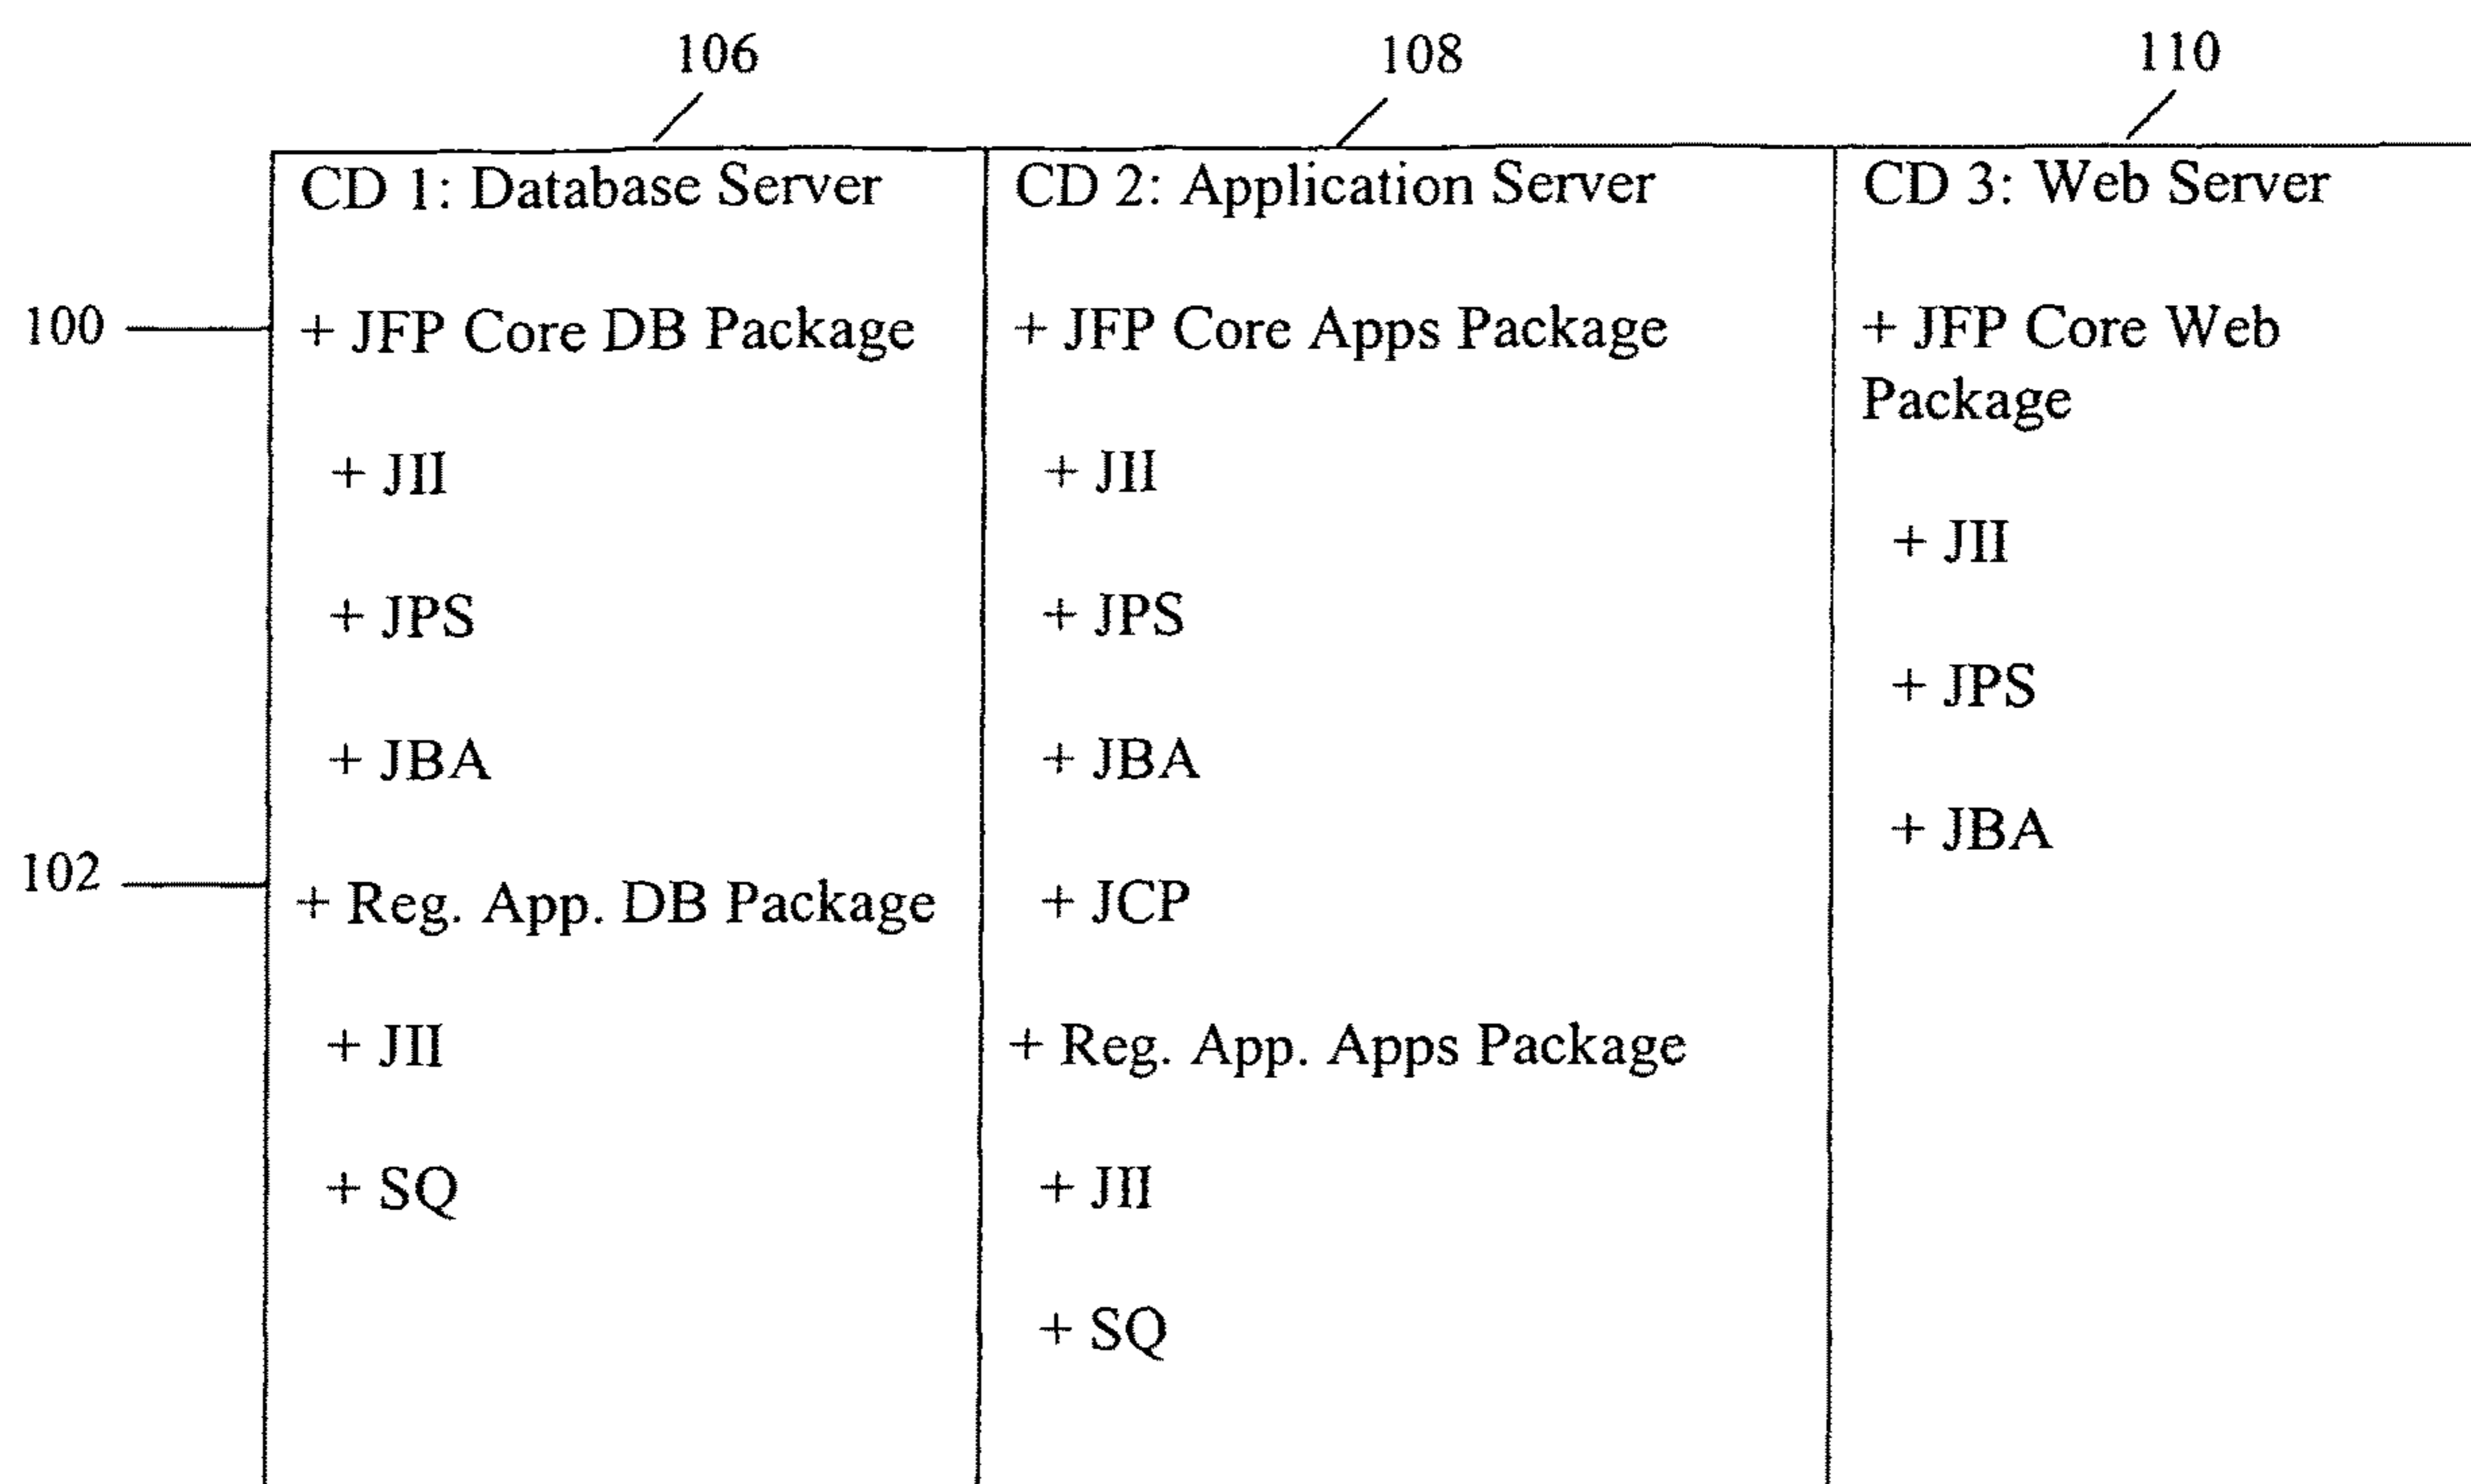 106
108
110
CD 1: Database Server
100
+ JFP Core DB Package
+ JII
+ JPS
+ JBA
102
+ Reg. App. DB Package
+ JII
+ SQ
CD 2: Application Server
+ JFP Core Apps Package
+ JII
+ JPS
+ JBA
+ JCP
+ Reg. App. Apps Package
+ JII
+ SQ
CD 3: Web Server
+ JFP Core Web
Package
+ JII
+ JPS
+ JBA